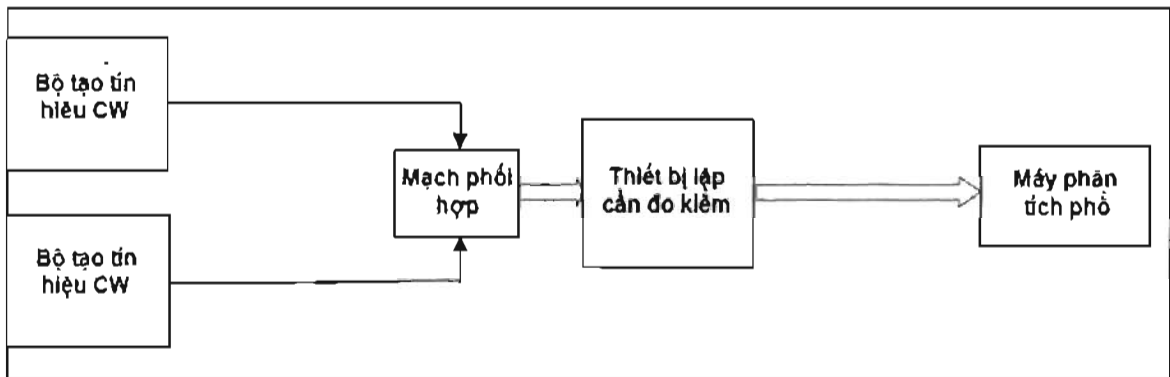 Bộ tạo tín
hiệu CW
Mạch phối
hợp
Thiết bị lặp
cần đo kiểm
Máy phân
tích phổ
Bộ tạo tín
hiệu CW